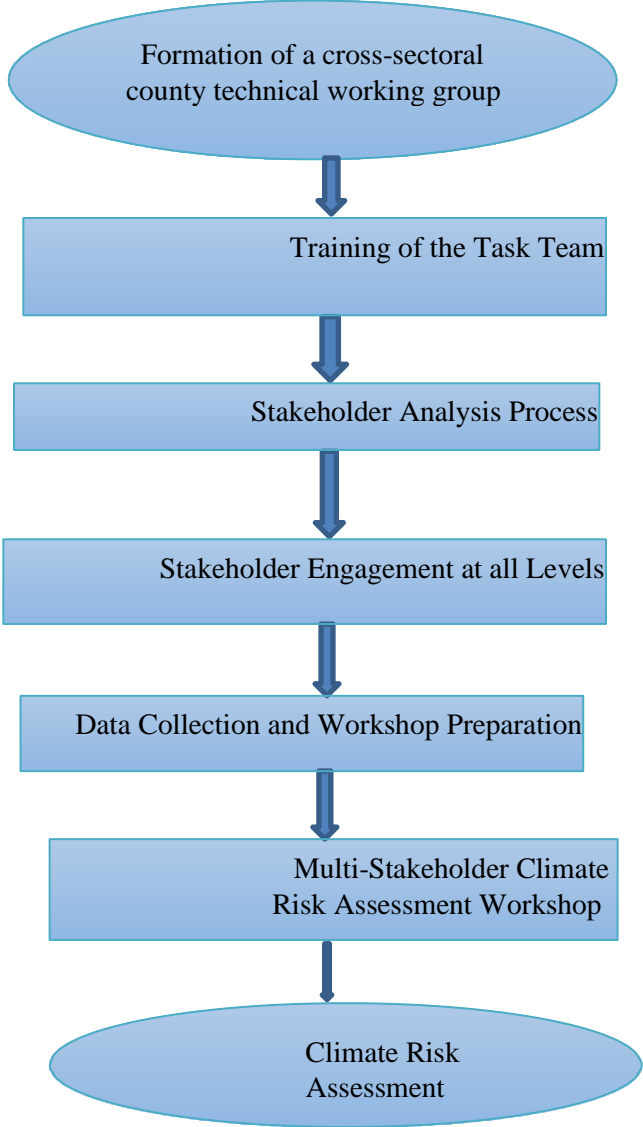 Formation of a cross-sectoral
county technical working group
Training of the Task Team
Stakeholder Analysis Process
Stakeholder Engagement at all Levels
Data Collection and Workshop Preparation
Multi-Stakeholder Climate
Risk Assessment Workshop
Climate Risk
Assessment